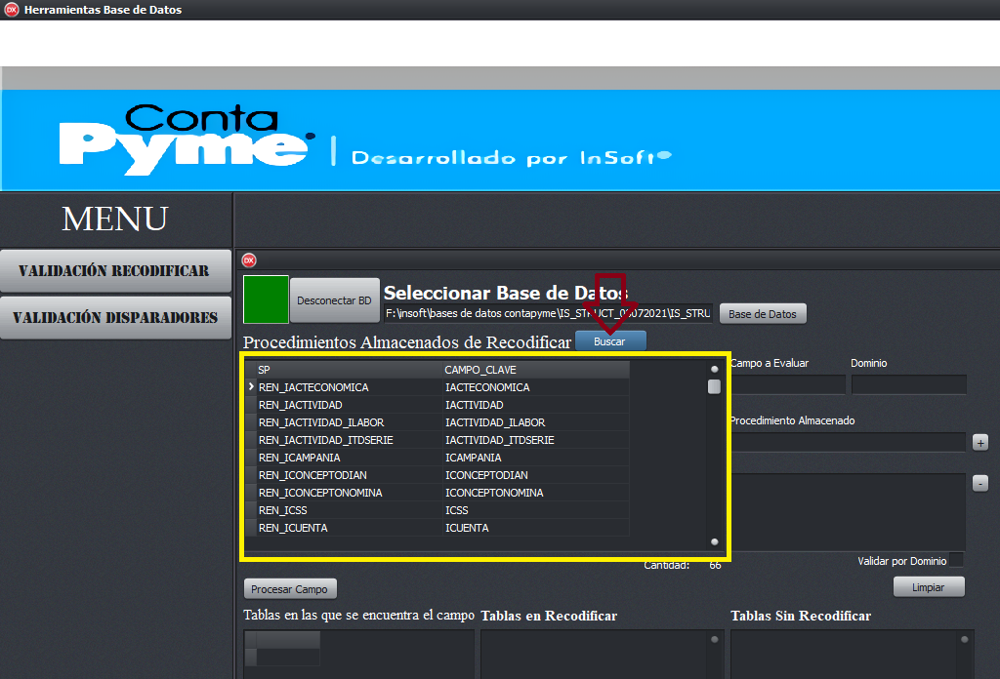 DX Herramientas Base de Datos
Conta
Pyme
Desarrollado por InSoft
MENU
VALIDACIÓN RECODIFICAR
VALIDACIÓN DISPARADORES
DX
Desconectar BD
Seleccionar Base de Datos
F:\insoft\bases de datos contapyme\IS_STRUCT_09072021\IS_STRU
Base de Datos
Procedimientos Almacenados de Recodificar
Buscar
SP CAMPO_CLAVE
REN_IACTECONOMICA IACTECONOMICA
REN_IACTIVIDAD IACTIVIDAD
REN_IACTIVIDAD_ILABOR IACTIVIDAD_ILABOR
REN_IACTIVIDAD_ITDSERIE IACTIVIDAD_ITDSERIE
REN_ICAMPANIA ICAMPANIA
REN_ICONCEPTODIAN ICONCEPTODIAN
REN_ICONCEPTONOMINA ICONCEPTONOMINA
REN_ICSS ICSS
REN_ICUENTA ICUENTA
Campo a Evaluar Dominio
Procedimiento Almacenado
+
-
Cantidad: 66
Validar por Dominio
Procesar Campo
Limpiar
Tablas en las que se encuentra el campo Tablas en Recodificar Tablas Sin Recodificar